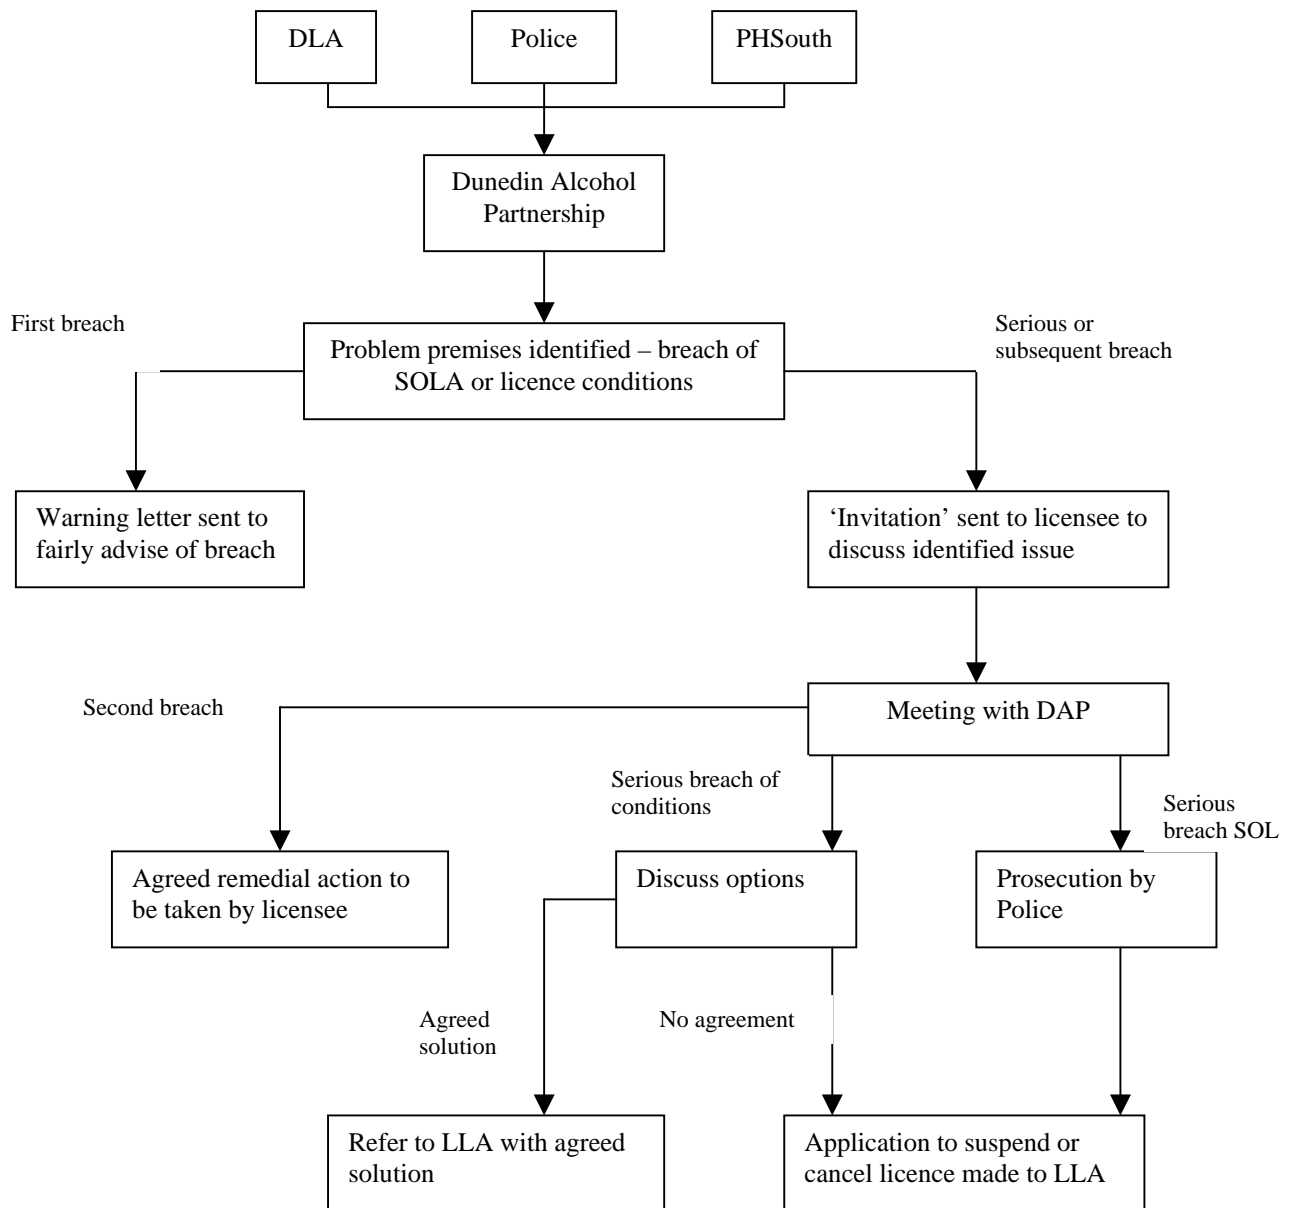 DLA
Police
PHSouth
Dunedin Alcohol
Partnership
First breach
Problem premises identified – breach of
SOLA or licence conditions
Serious or
subsequent breach
Warning letter sent to
fairly advise of breach
‘Invitation’ sent to licensee to
discuss identified issue
Second breach
Meeting with DAP
Serious breach of
conditions
Serious
breach SOL
Agreed remedial action to
be taken by licensee
Discuss options
Prosecution by
Police
Agreed
solution
No agreement
Refer to LLA with agreed
solution
Application to suspend or
cancel licence made to LLA